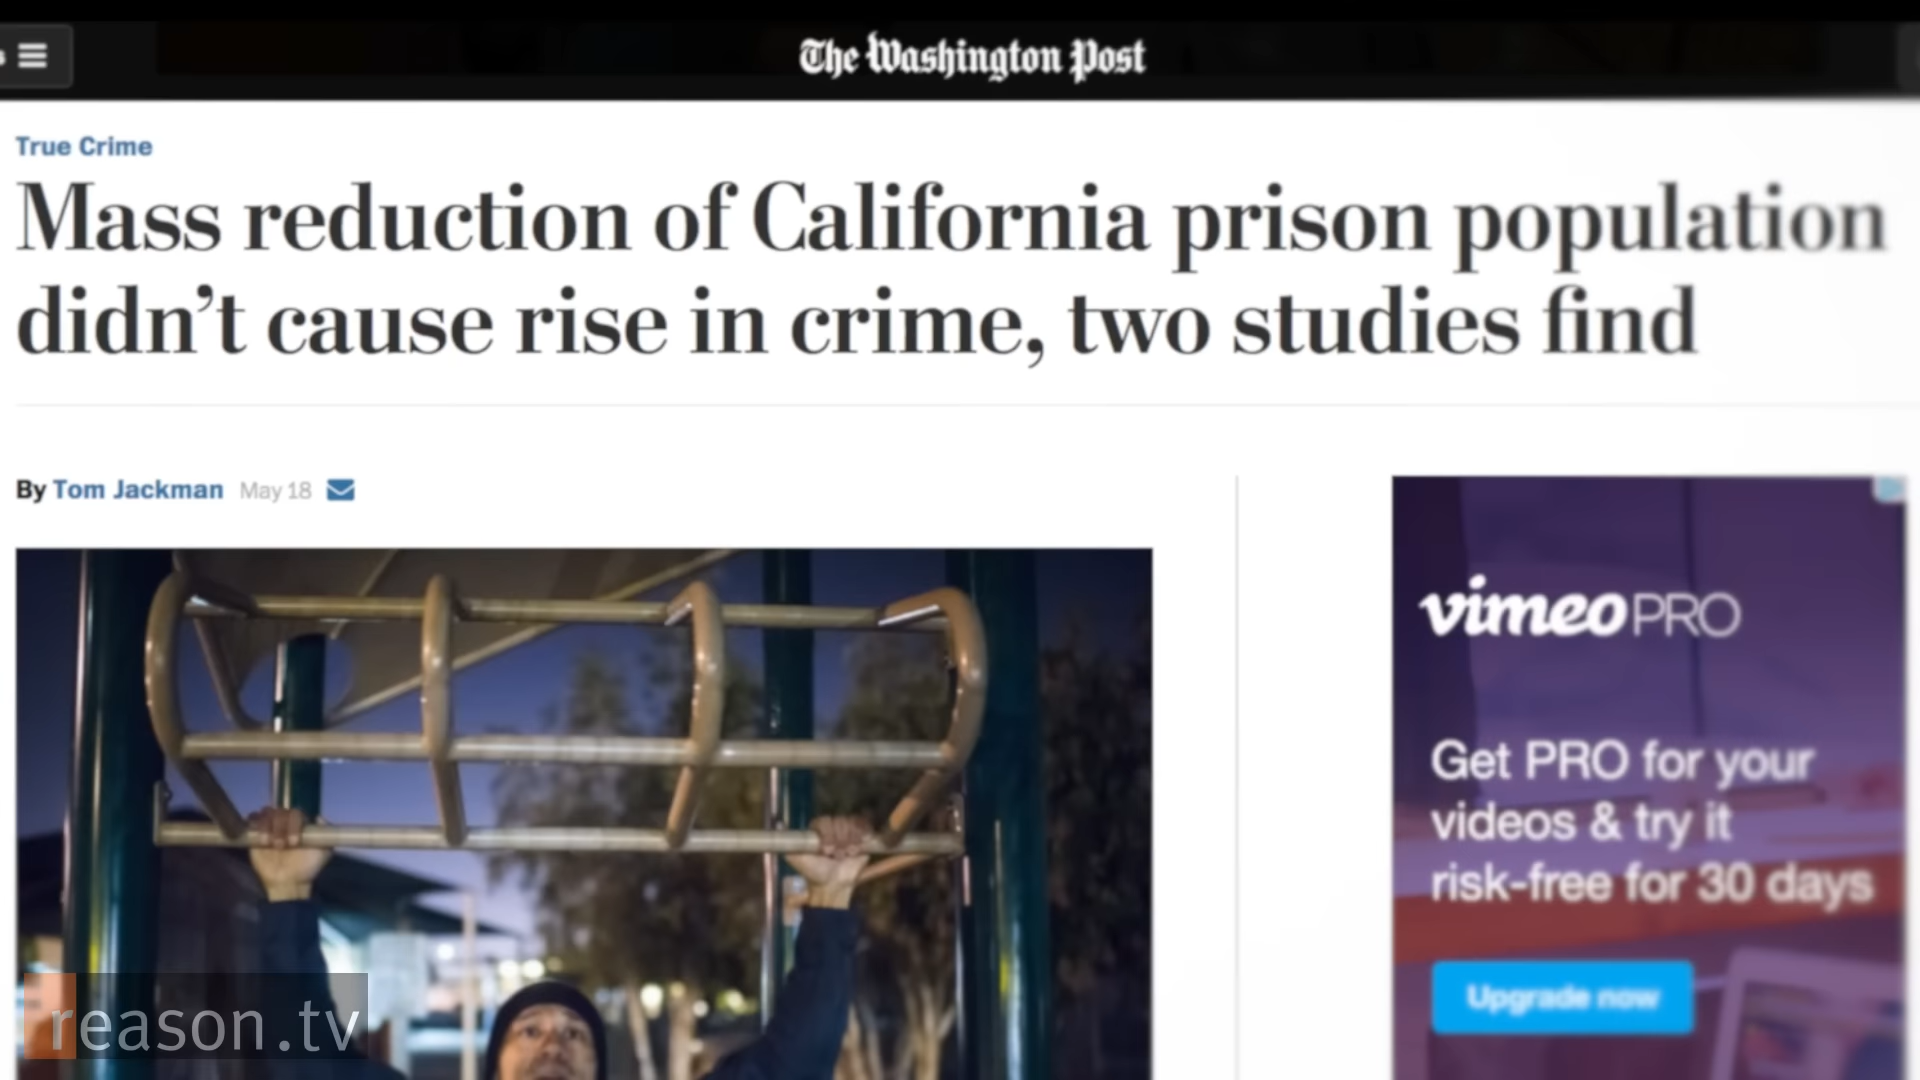 The Washington Post
True Crime
Mass reduction of California prison population
didn't cause rise in crime, two studies find
By Tom Jackman May 18
vimeo PRO
Get PRO for your
videos & try it
risk-free for 30 days
Upgrade now
reason.tv